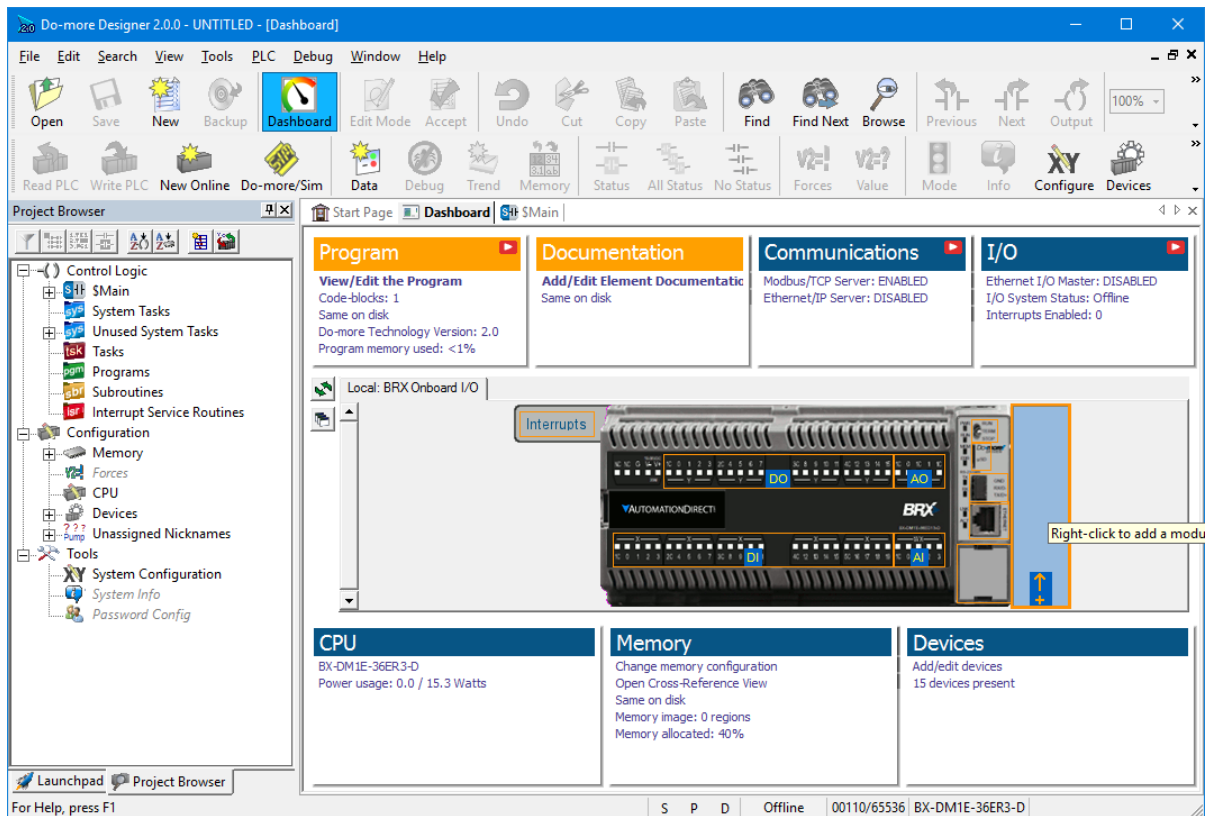 Do-more Designer 2.0.0 - UNTITLED - [Dashboard]
File Edit Search View Tools PLC Debug Window Help
Open Save New Backup Dashboard Edit Mode Accept Undo Cut Copy Paste Find Find Next Browse Previous Next Output 100%
Read PLC Write PLC New Online Do-more/Sim Data Debug Trend Memory Status All Status No Status Forces Value Mode Info Configure Devices
Project Browser
Start Page Dashboard $Main
Control Logic
$Main
System Tasks
Unused System Tasks
Tasks
Programs
Subroutines
Interrupt Service Routines
Configuration
Memory
Forces
CPU
Devices
Unassigned Nicknames
Tools
System Configuration
System Info
Password Config
Launchpad Project Browser
Program
View/Edit the Program
Code-blocks: 1
Same on disk
Do-more Technology Version: 2.0
Program memory used: <1%
Documentation
Add/Edit Element Documentatic
Same on disk
Communications
Modbus/TCP Server: ENABLED
Ethernet/IP Server: DISABLED
I/O
Ethernet I/O Master: DISABLED
I/O System Status: Offline
Interrupts Enabled: 0
Local: BRX Onboard I/O
Interrupts
DO AO
AUTOMATIONDIRECT
BRX
DI AI
Right-click to add a modu
CPU
BX-DM1E-36ER3-D
Power usage: 0.0 / 15.3 Watts
Memory
Change memory configuration
Open Cross-Reference View
Same on disk
Memory image: 0 regions
Memory allocated: 40%
Devices
Add/edit devices
15 devices present
For Help, press F1 S P D Offline 00110/65536 BX-DM1E-36ER3-D